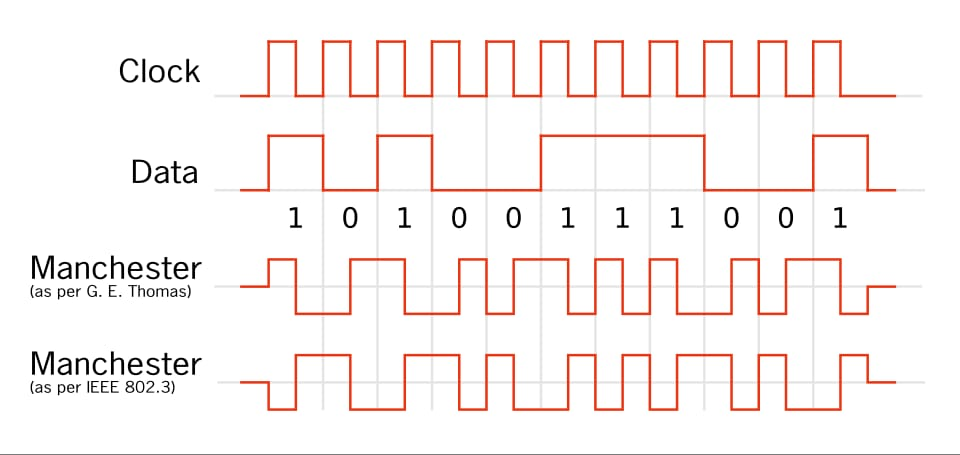 Clock
Data
1 0 1 0 0 1 1 1 0 0 1
Manchester
(as per G. E. Thomas)
Manchester
(as per IEEE 802.3)